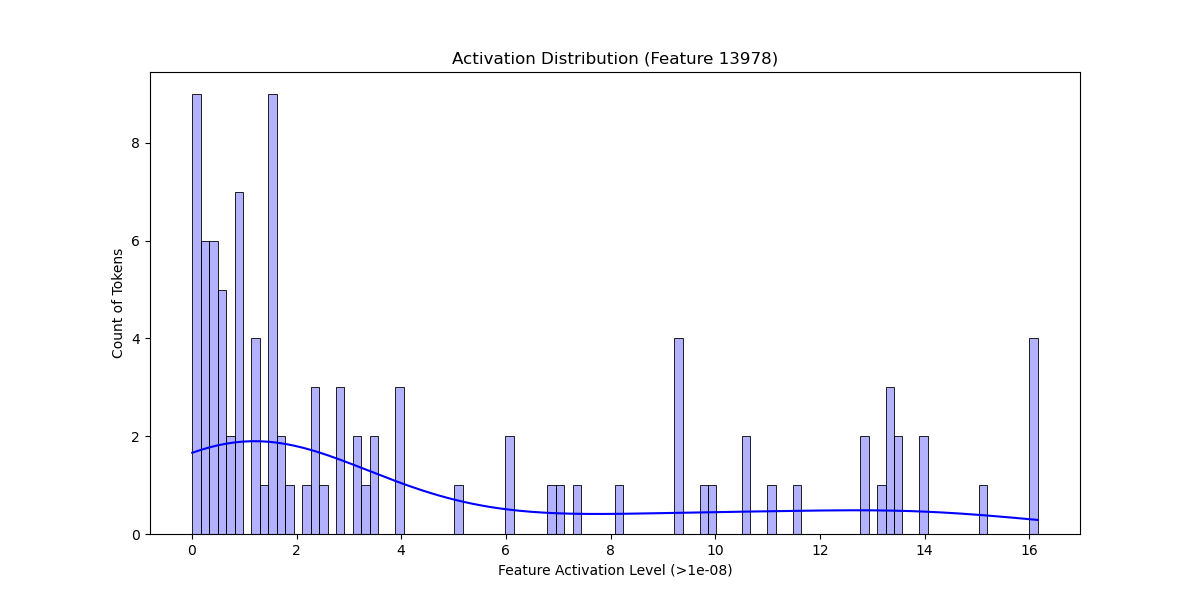 Activation Distribution (Feature 13978)
Count of Tokens
8
6
4
2
0
0 2 4 6 8 10 12 14 16
Feature Activation Level (>1e-08)